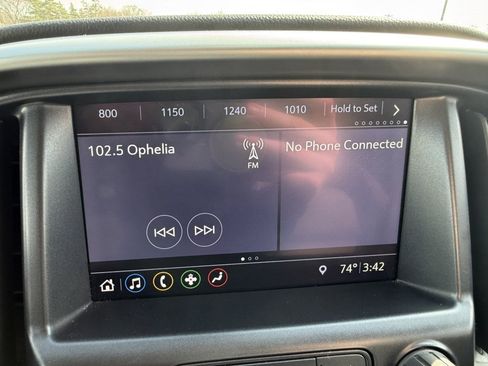 800 1150 1240 1010 Hold to Set
102.5 Ophelia No Phone Connected
FM
74° 3:42